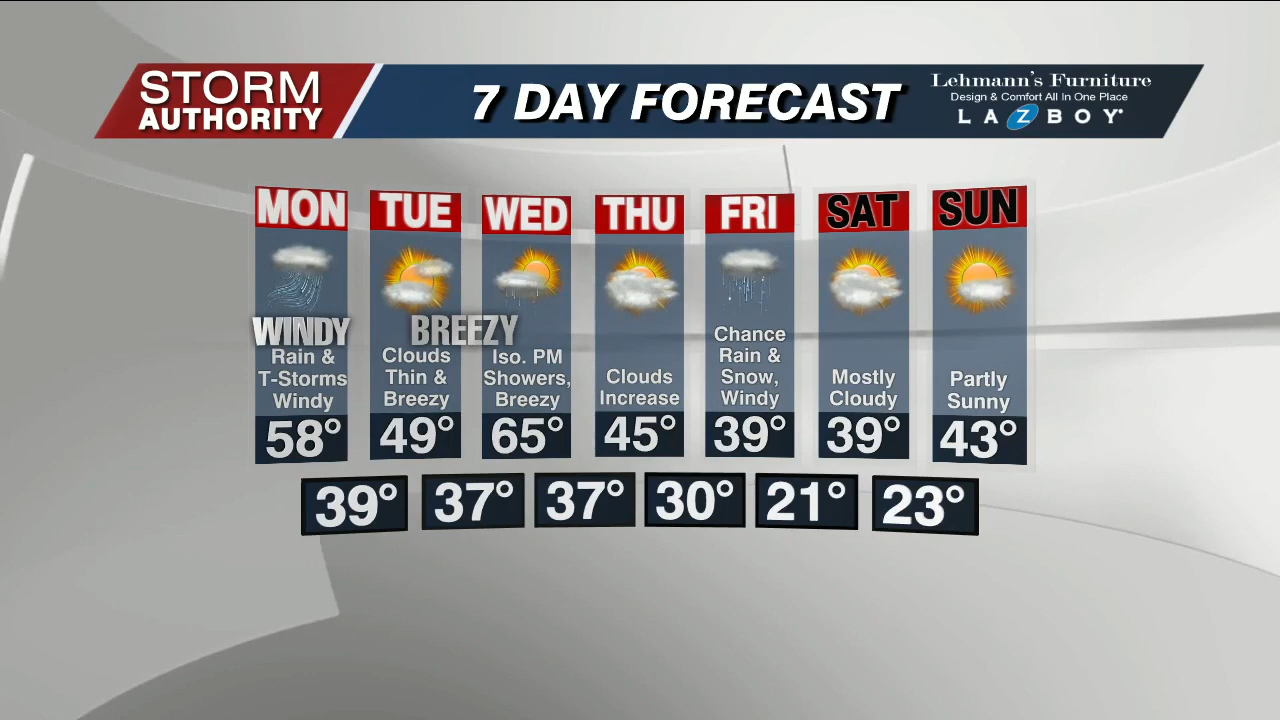 STORM
AUTHORITY
7 DAY FORECAST
Lehmann's Furniture
Design & Comfort All In One Place
LA Z BOY®
MON
WINDY
Rain &
T-Storms
Windy
58°
TUE
BREEZY
Clouds
Thin &
Breezy
49°
WED
Iso. PM
Showers,
Breezy
65°
THU
Clouds
Increase
45°
FRI
Chance
Rain &
Snow,
Windy
39°
SAT
Mostly
Cloudy
39°
SUN
Partly
Sunny
43°
39°
37°
37°
30°
21°
23°